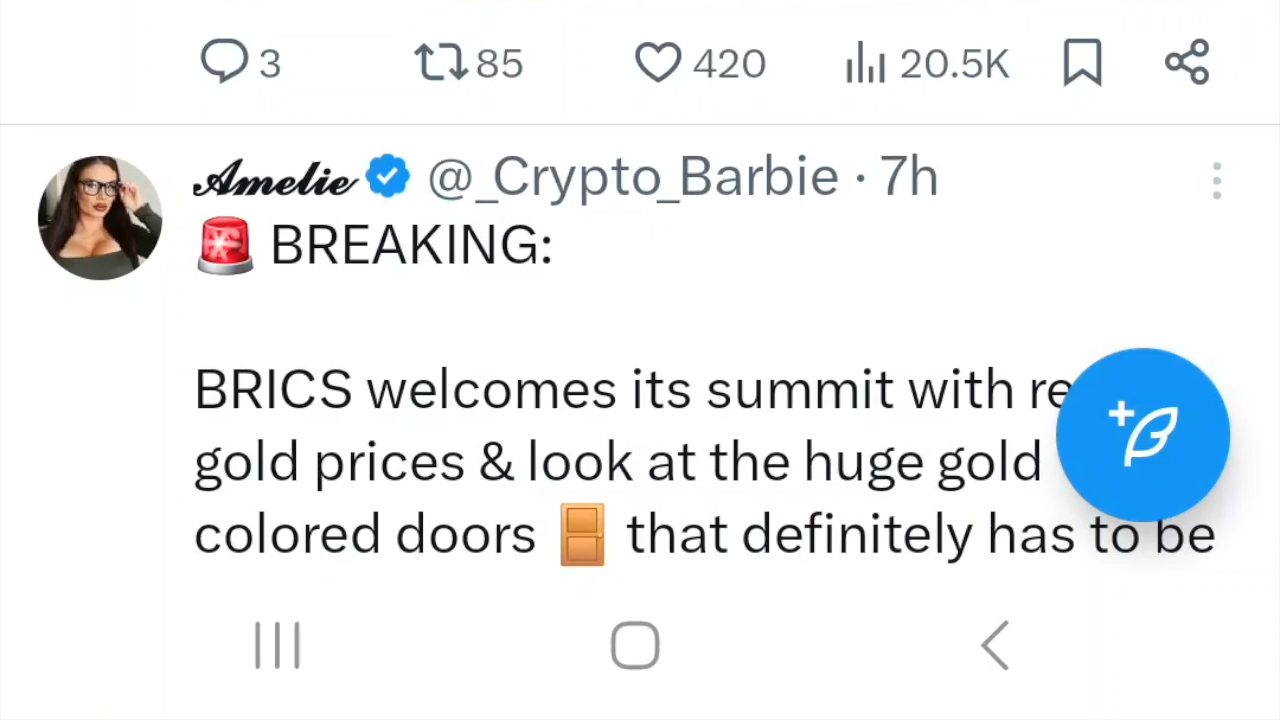 3 85 420 20.5K
Amelie @_Crypto_Barbie · 7h
BREAKING:
BRICS welcomes its summit with
gold prices & look at the huge gold
colored doors that definitely has to be